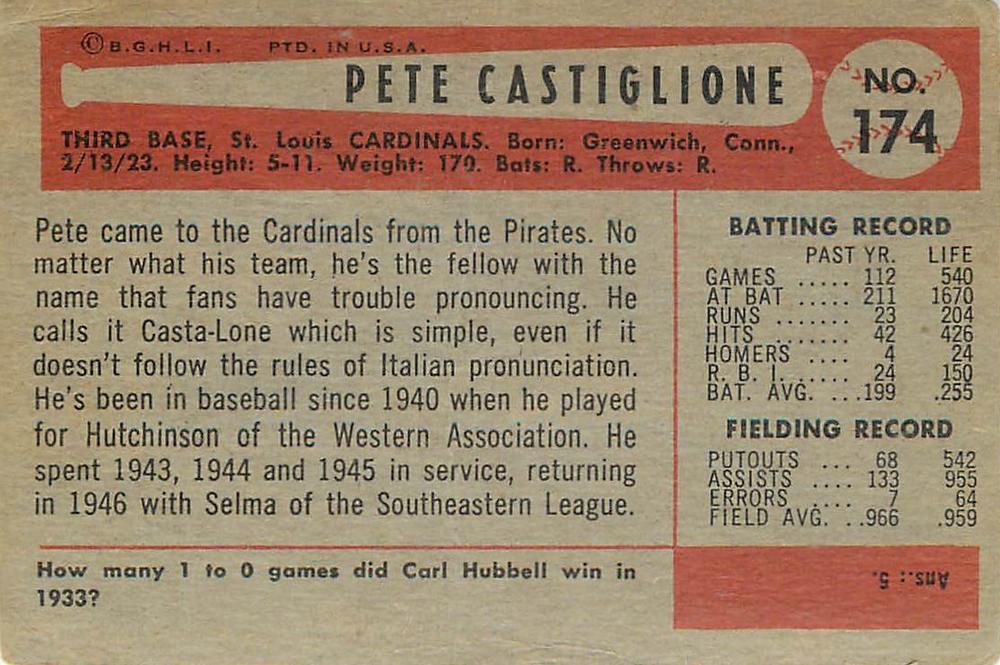 © B.G.H.L.I. PTD. IN U.S.A.
PETE CASTIGLIONE
NO.
174
THIRD BASE, St. Louis CARDINALS. Born: Greenwich, Conn.,
2/13/23. Height: 5-11. Weight: 170. Bats: R. Throws: R.
Pete came to the Cardinals from the Pirates. No
matter what his team, he's the fellow with the
name that fans have trouble pronouncing. He
calls it Casta-Lone which is simple, even if it
doesn't follow the rules of Italian pronunciation.
He's been in baseball since 1940 when he played
for Hutchinson of the Western Association. He
spent 1943, 1944 and 1945 in service, returning
in 1946 with Selma of the Southeastern League.
BATTING RECORD
PAST YR. LIFE
GAMES ..... 112 540
AT BAT ..... 211 1670
RUNS ....... 23 204
HITS ....... 42 426
HOMERS .... 4 24
R. B. I. ..... 24 150
BAT. AVG. ...199 .255
FIELDING RECORD
PUTOUTS ... 68 542
ASSISTS .... 133 955
ERRORS .... 7 64
FIELD AVG. ..966 .959
How many 1 to 0 games did Carl Hubbell win in
1933?
Ans.: 5.